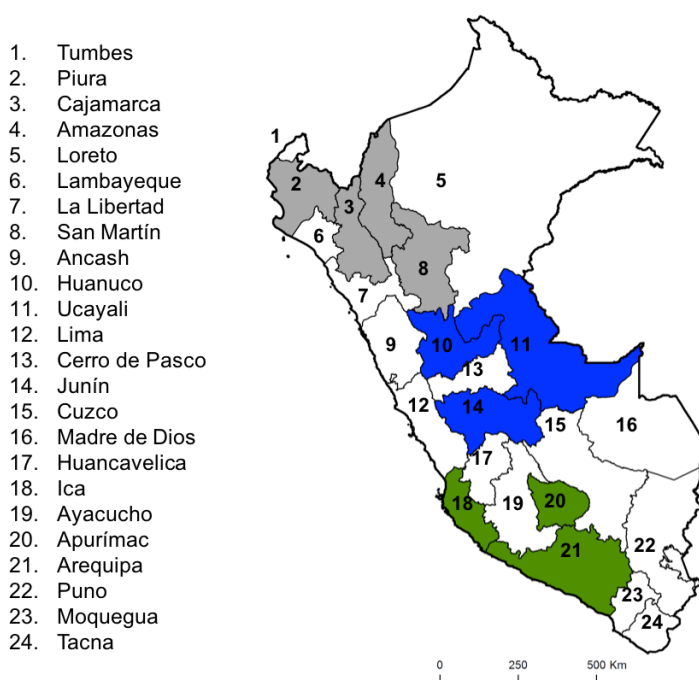 1. Tumbes
2. Piura
3. Cajamarca
4. Amazonas
5. Loreto
6. Lambayeque
7. La Libertad
8. San Martín
9. Ancash
10. Huanuco
11. Ucayali
12. Lima
13. Cerro de Pasco
14. Junín
15. Cuzco
16. Madre de Dios
17. Huancavelica
18. Ica
19. Ayacucho
20. Apurímac
21. Arequipa
22. Puno
23. Moquegua
24. Tacna
1
2
3
4
5
6
7
8
9
10
11
12
13
14
15
16
17
18
19
20
21
22
23
24
0 250 500 Km